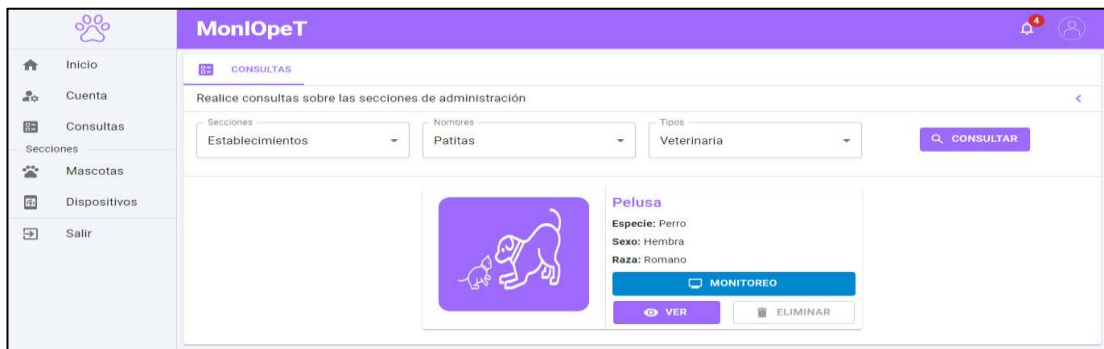 MonIOpeT
4
Inicio
Cuenta
Consultas
Secciones
Mascotas
Dispositivos
Salir
CONSULTAS
Realice consultas sobre las secciones de administración
Secciones
Establecimientos
Nombres
Patitas
Tipos
Veterinaria
CONSULTAR
Pelusa
Especie: Perro
Sexo: Hembra
Raza: Romano
MONITOREO
VER
ELIMINAR